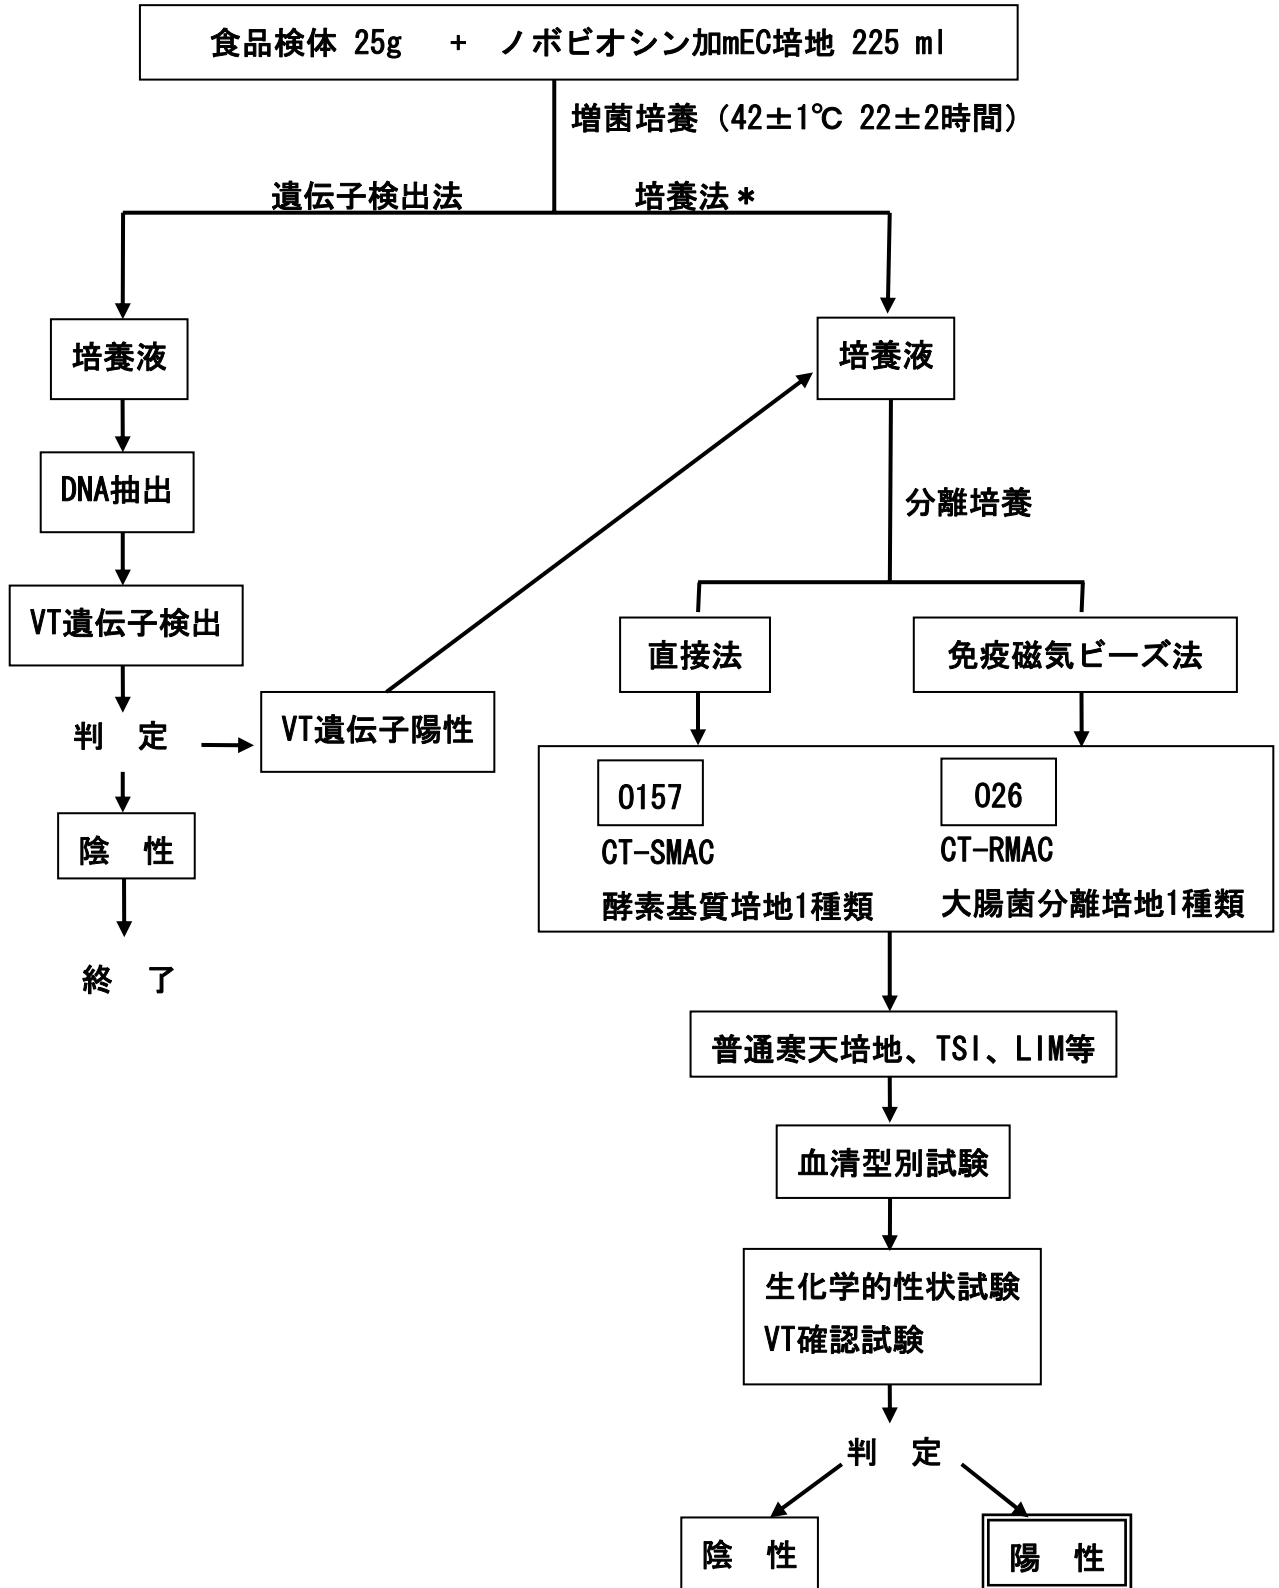 食品検体 25g + ノボビオシン加mEC培地 225 ml
増菌培養（42±1℃ 22±2時間）
遺伝子検出法
培養法＊
培養液
培養液
DNA抽出
分離培養
VT遺伝子検出
直接法
免疫磁気ビーズ法
判 定
VT遺伝子陽性
O157
O26
CT-SMAC
CT-RMAC
酵素基質培地1種類
大腸菌分離培地1種類
陰 性
終 了
普通寒天培地、TSI、LIM等
血清型別試験
生化学的性状試験
VT確認試験
判 定
陰 性
陽 性